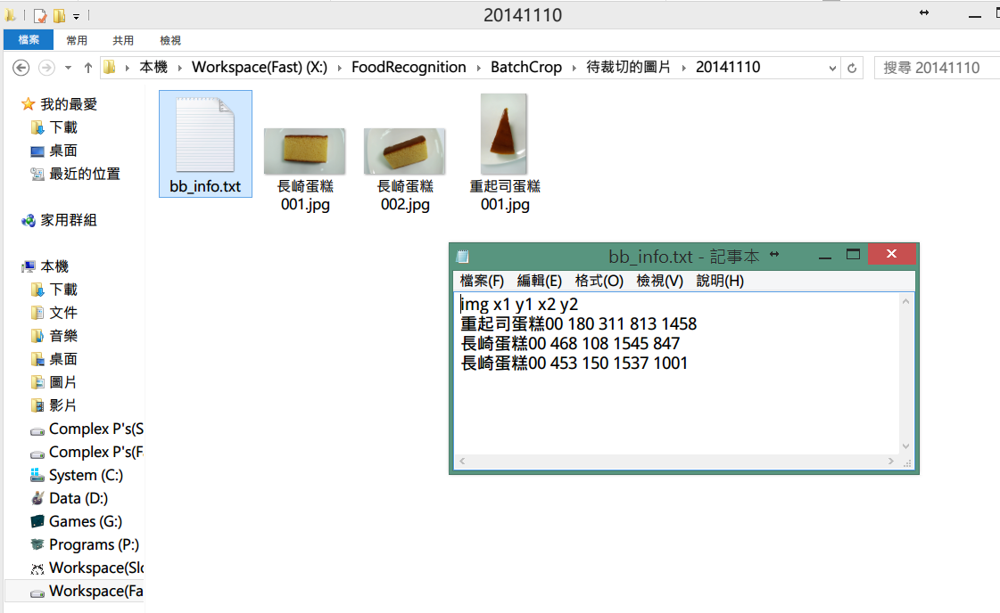 20141110
檔案 常用 共用 檢視
本機 Workspace(Fast) (X:) FoodRecognition BatchCrop 待裁切的圖片 20141110
搜尋 20141110
我的最愛
下載
桌面
最近的位置
家用群組
本機
下載
文件
音樂
桌面
圖片
影片
Complex P's(S
Complex P's(F
System (C:)
Data (D:)
Games (G:)
Programs (P:)
Workspace(Slo
Workspace(Fa
bb_info.txt
長崎蛋糕
001.jpg
長崎蛋糕
002.jpg
重起司蛋糕
001.jpg
bb_info.txt - 記事本
檔案(F) 編輯(E) 格式(O) 檢視(V) 說明(H)
img x1 y1 x2 y2
重起司蛋糕00 180 311 813 1458
長崎蛋糕00 468 108 1545 847
長崎蛋糕00 453 150 1537 1001